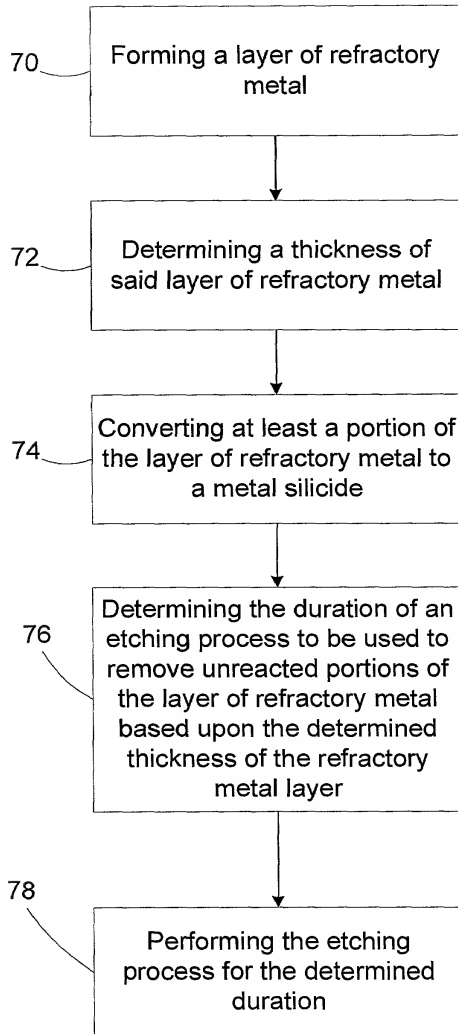 70
Forming a layer of refractory
metal
72
Determining a thickness of
said layer of refractory metal
74
Converting at least a portion of
the layer of refractory metal to
a metal silicide
76
Determining the duration of an
etching process to be used to
remove unreacted portions of
the layer of refractory metal
based upon the determined
thickness of the refractory
metal layer
78
Performing the etching
process for the determined
duration